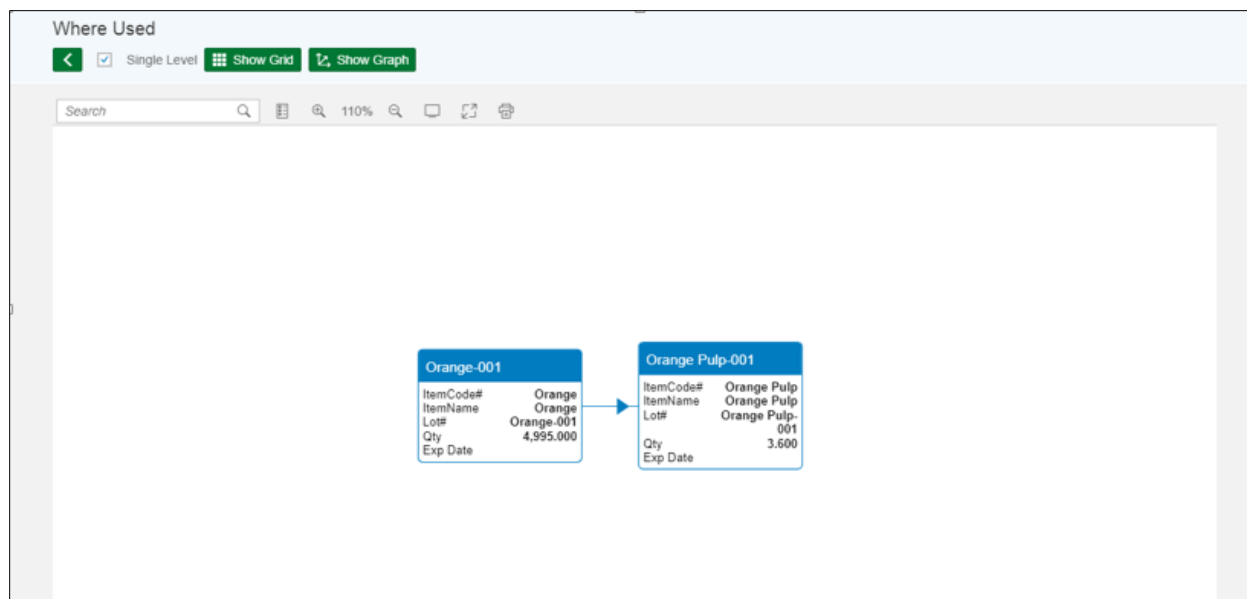 Where Used
Single Level Show Grid Show Graph
Search 110%
Orange-001
ItemCode# Orange
ItemName Orange
Lot# Orange-001
Qty 4,995.000
Exp Date
Orange Pulp-001
ItemCode# Orange Pulp
ItemName Orange Pulp
Lot# Orange Pulp-
001
Qty 3.600
Exp Date